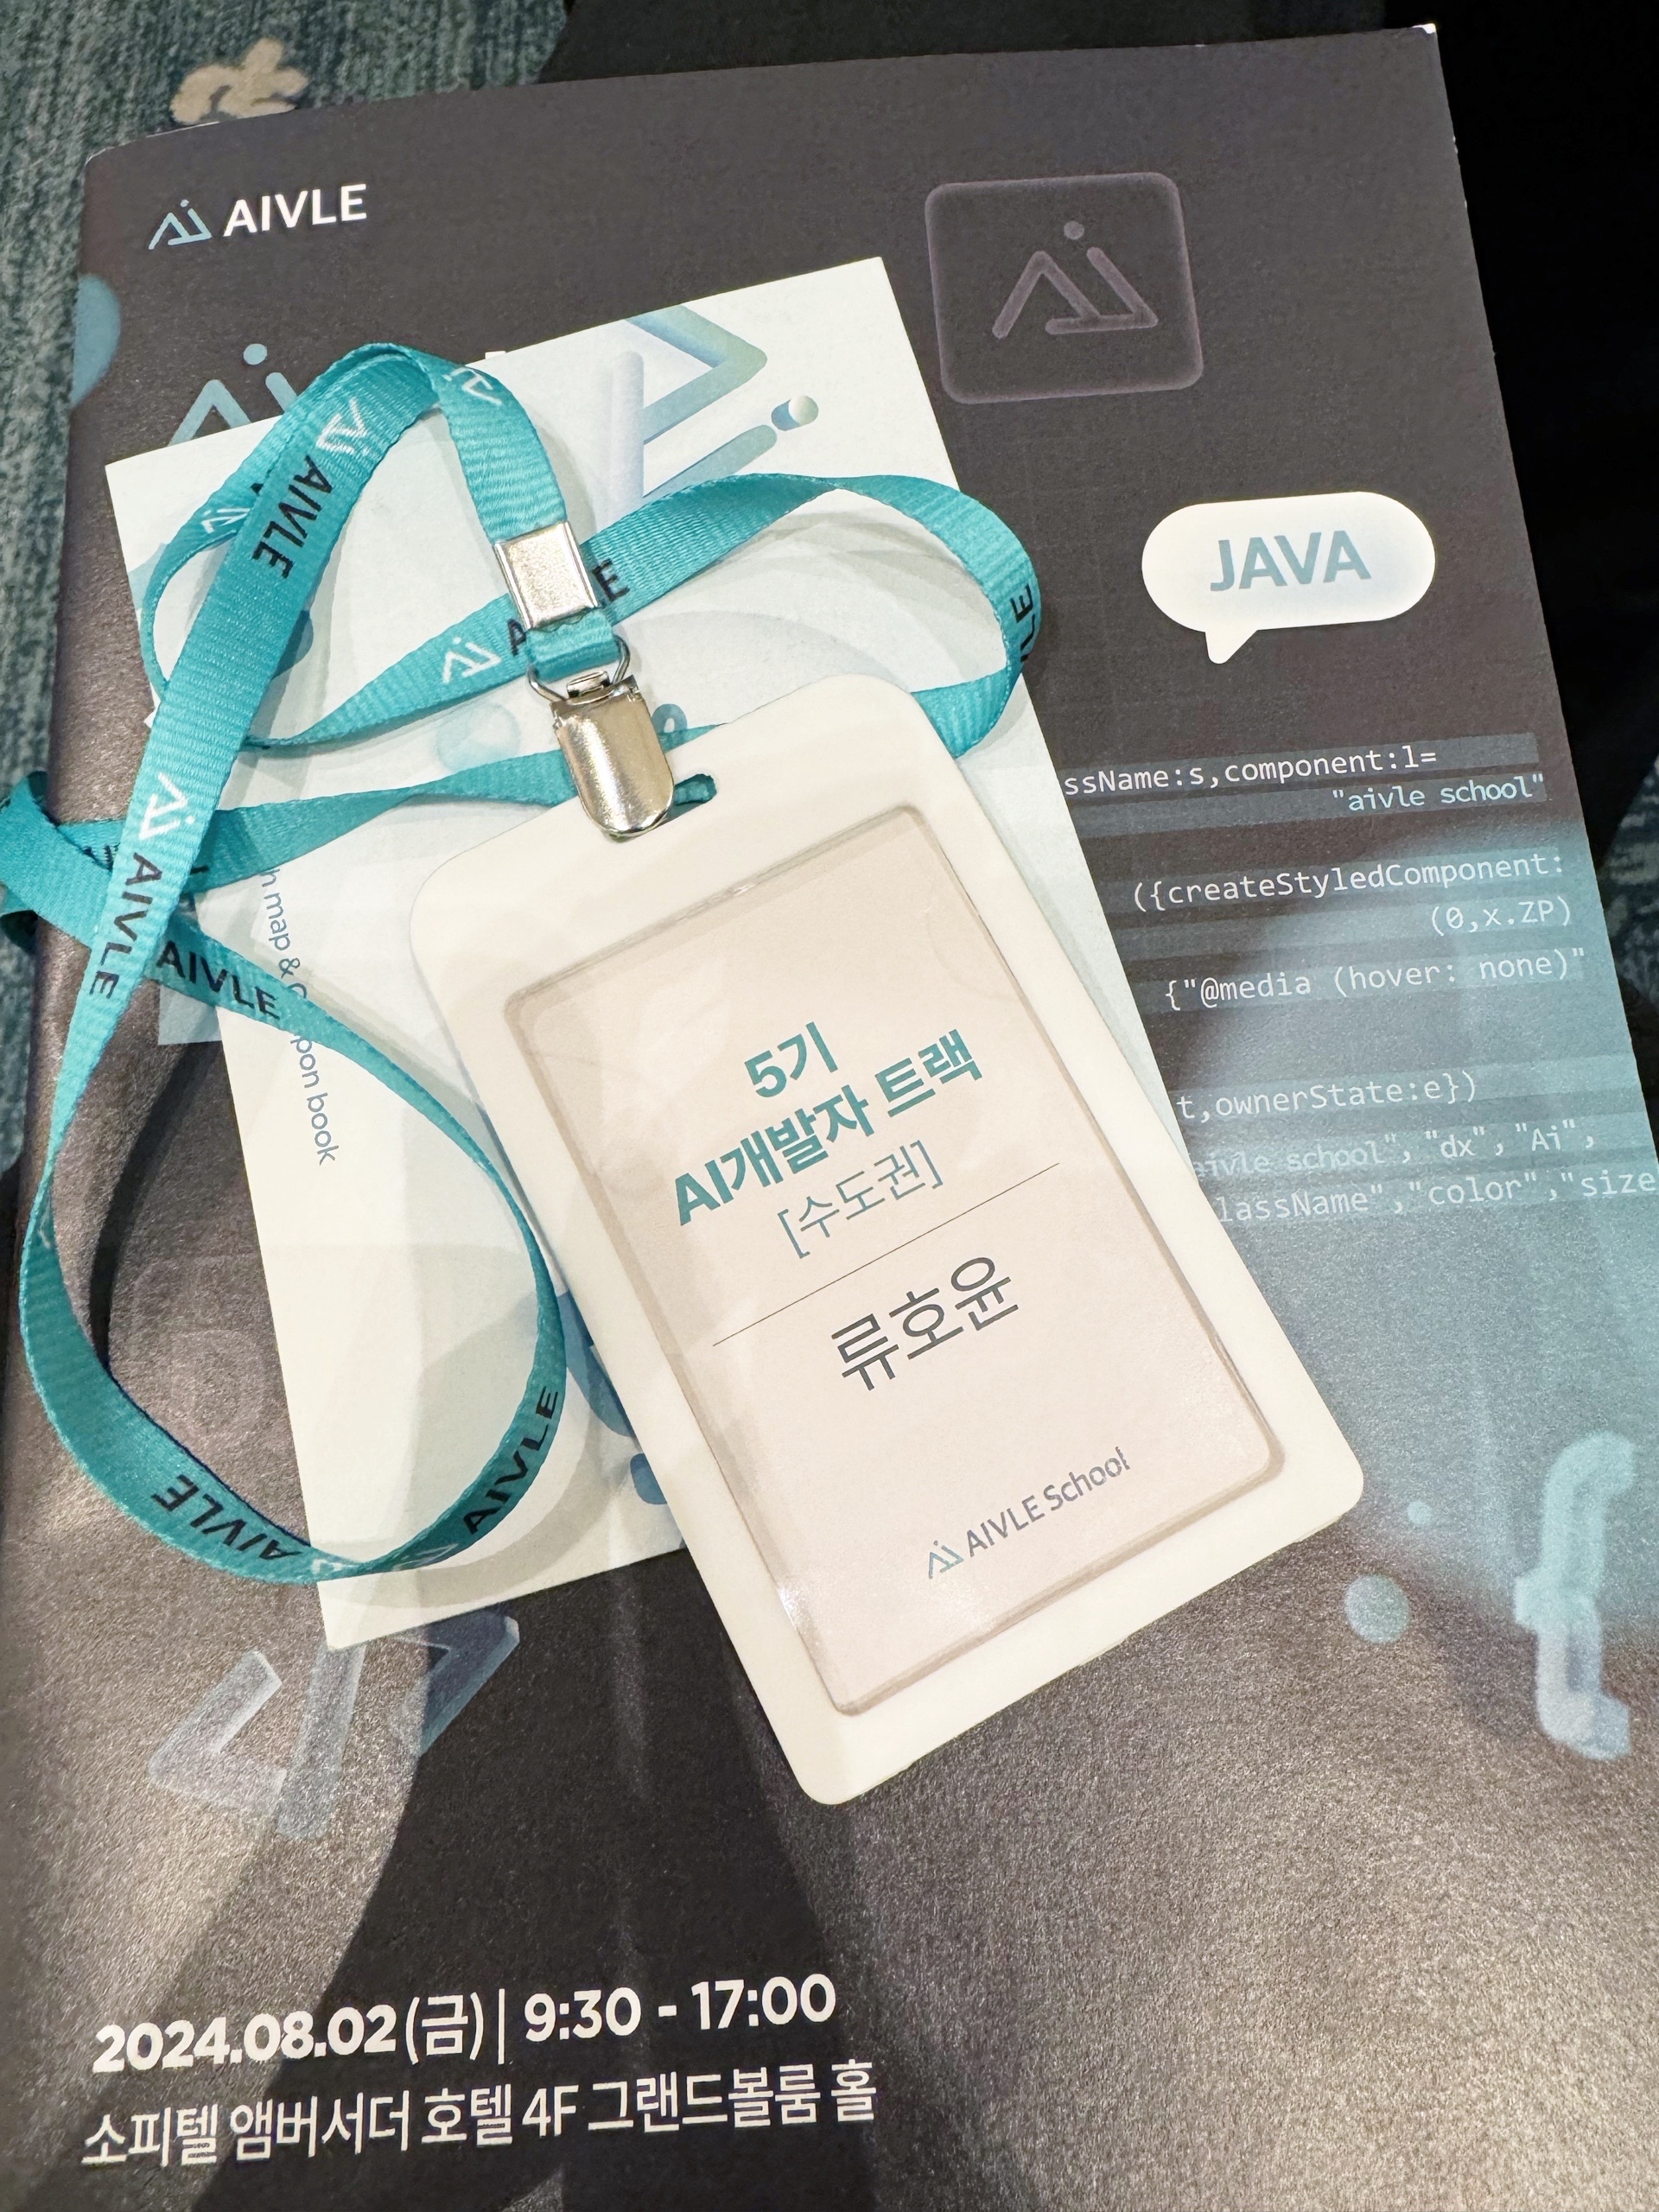 AIVLE
JAVA
ssName:s,component:l=
"aivle school"
({createStyledComponent:
(0,x.ZP)
{"@media (hover: none)"
t,ownerState:e})
aivle school","dx","Ai",
lassName","color","size
AIVLE
AIVLE
AIVLE
AIVLE
AIVLE
AIVLE
map &
pon book
5기
AI개발자 트랙
[수도권]
류호윤
AIVLE School
2024.08.02(금) | 9:30 - 17:00
소피텔 앰버서더 호텔 4F 그랜드볼룸 홀